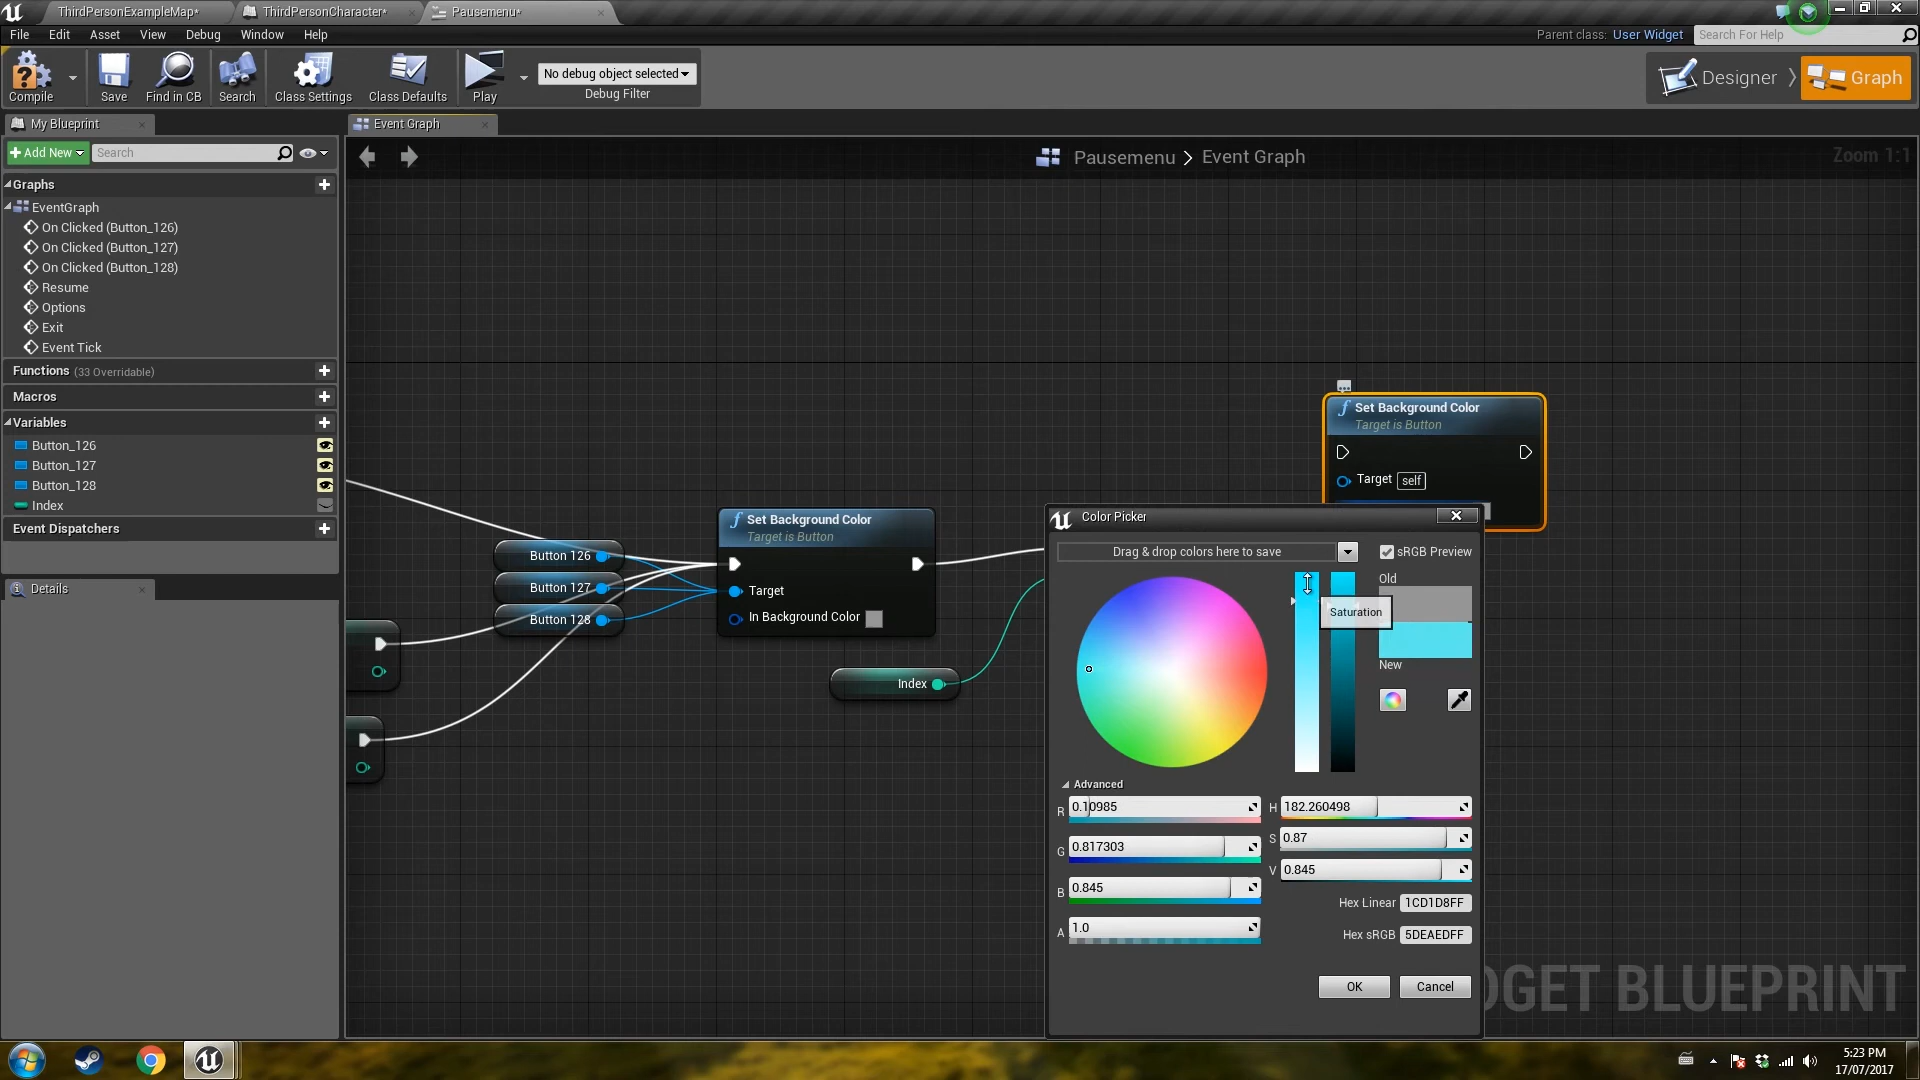 ThirdPersonExampleMap*
ThirdPersonCharacter*
Pausemenu*
File
Edit
Asset
View
Debug
Window
Help
Parent class: User Widget
Search For Help
Compile
Save
Find in CB
Search
Class Settings
Class Defaults
Play
No debug object selected
Debug Filter
Designer
Graph
My Blueprint
Event Graph
Add New
Search
Pausemenu > Event Graph
Zoom 1:1
Graphs
EventGraph
On Clicked (Button_126)
On Clicked (Button_127)
On Clicked (Button_128)
Resume
Options
Exit
Event Tick
Functions (33 Overridable)
Macros
Variables
Button_126
Button_127
Button_128
Index
Event Dispatchers
Details
Button 126
Button 127
Button 128
Set Background Color
Target is Button
Target
In Background Color
Index
Set Background Color
Target is Button
Target self
Color Picker
Drag & drop colors here to save
sRGB Preview
Old
Saturation
New
Advanced
R 0.10985
G 0.817303
B 0.845
A 1.0
H 182.260498
S 0.87
V 0.845
Hex Linear 1CD1D8FF
Hex sRGB 5DEAEDFF
OK
Cancel
DGET BLUEPRINT
5:23 PM
17/07/2017